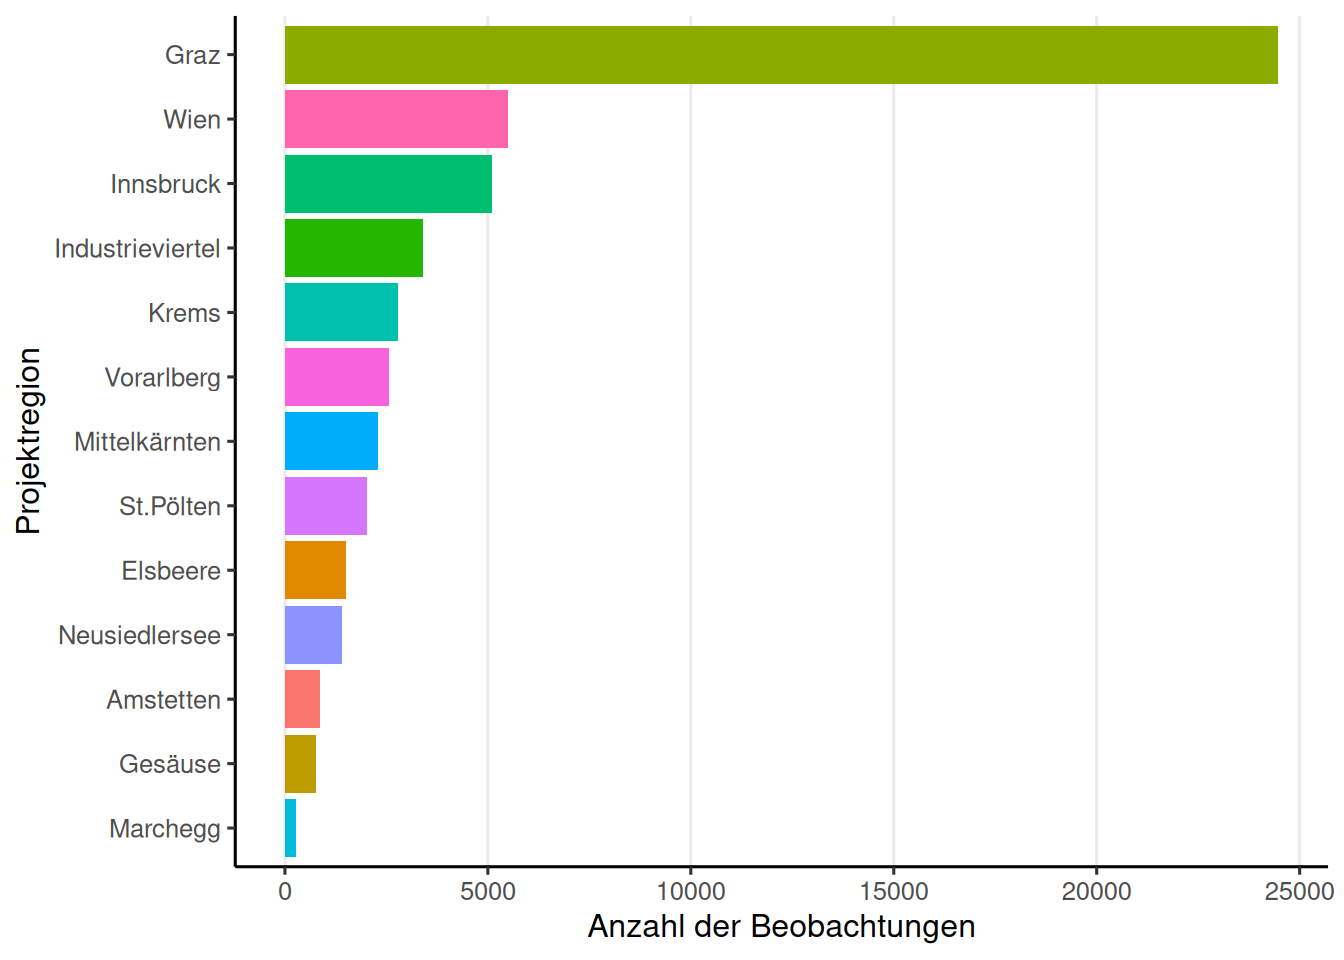 Projektregion
Graz
Wien
Innsbruck
Industrieviertel
Krems
Vorarlberg
Mittelkärnten
St.Pölten
Elsbeere
Neusiedlersee
Amstetten
Gesäuse
Marchegg
0 5000 10000 15000 20000 25000
Anzahl der Beobachtungen